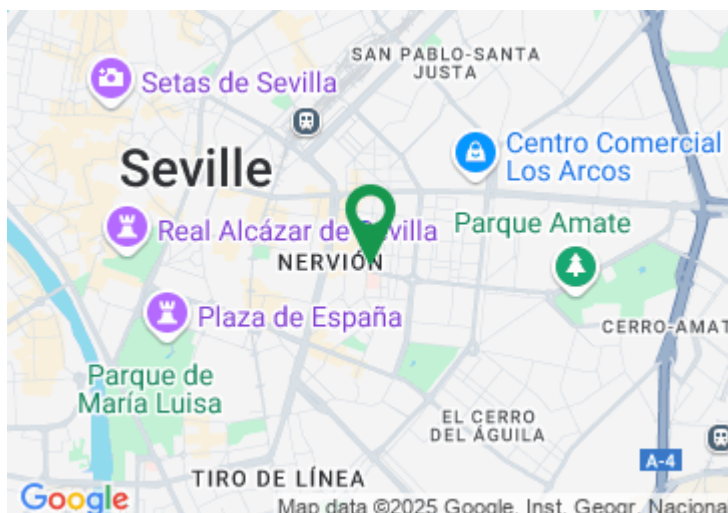 SAN PABLO-SANTA
JUSTA
Setas de Sevilla
Centro Comercial
Los Arcos
Seville
Real Alcázar de Sevilla
Parque Amate
NERVIÓN
Plaza de España
CERRO-AMAT
Parque de
María Luisa
EL CERRO
DEL ÁGUILA
A-4
TIRO DE LÍNEA
Google
Map data ©2025 Google, Inst. Geogr. Naciona